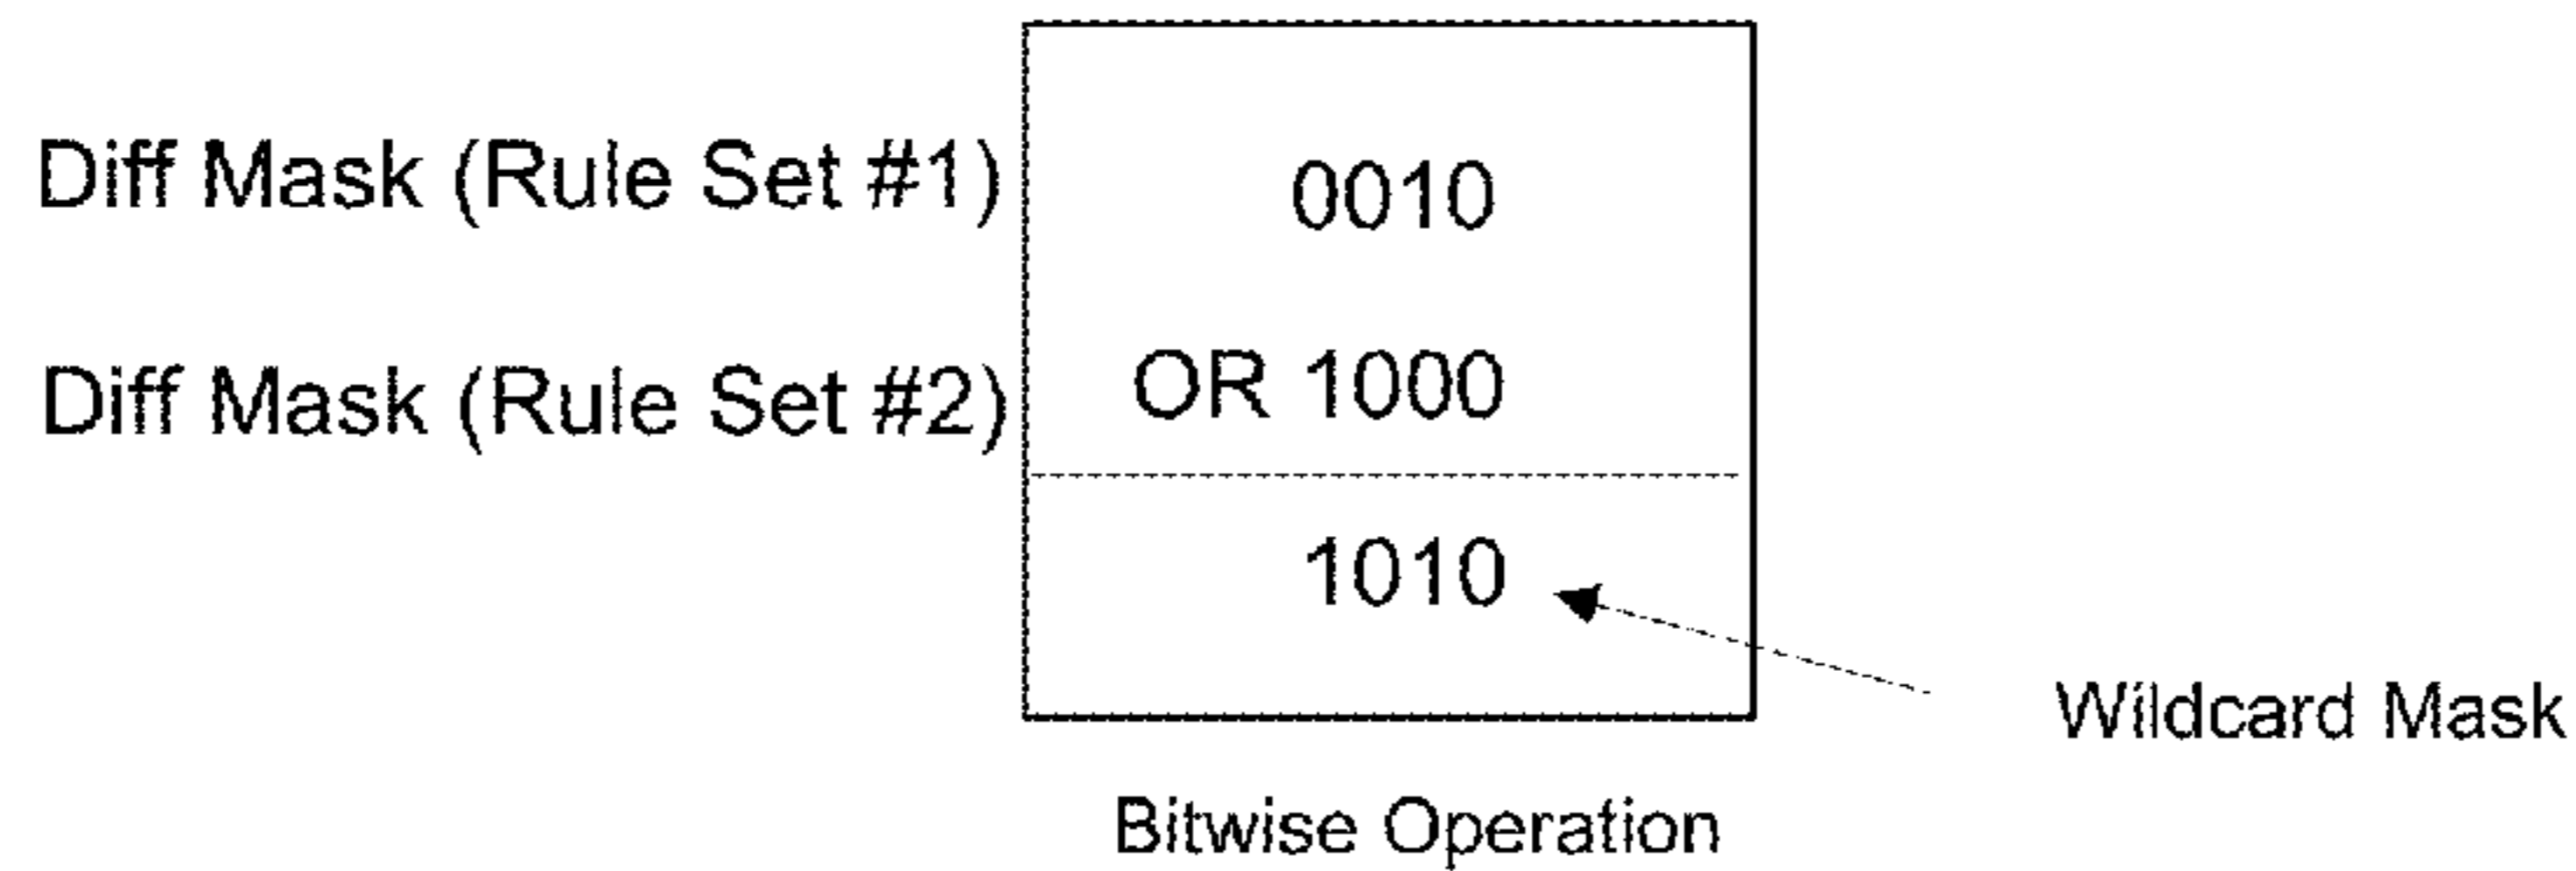 Diff Mask (Rule Set #1) 0010
Diff Mask (Rule Set #2) OR 1000
1010
Wildcard Mask
Bitwise Operation